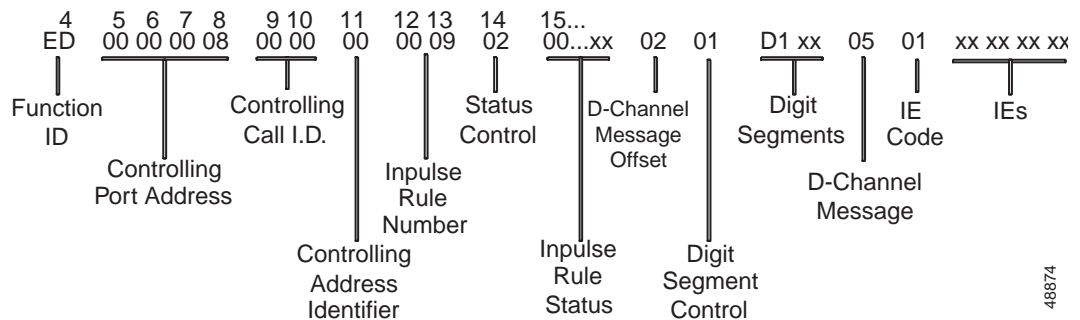 4 5 6 7 8 9 10 11 12 13 14 15...
ED 00 00 00 08 00 00 00 00 09 02 00...xx 02 01 D1 xx 05 01 xx xx xx xx
Function
ID
Controlling
Port Address
Controlling
Call I.D.
Controlling
Address
Identifier
Inpulse
Rule
Number
Status
Control
Inpulse
Rule
Status
D-Channel
Message
Offset
Digit
Segment
Control
Digit
Segments
D-Channel
Message
IE
Code
IEs
48874